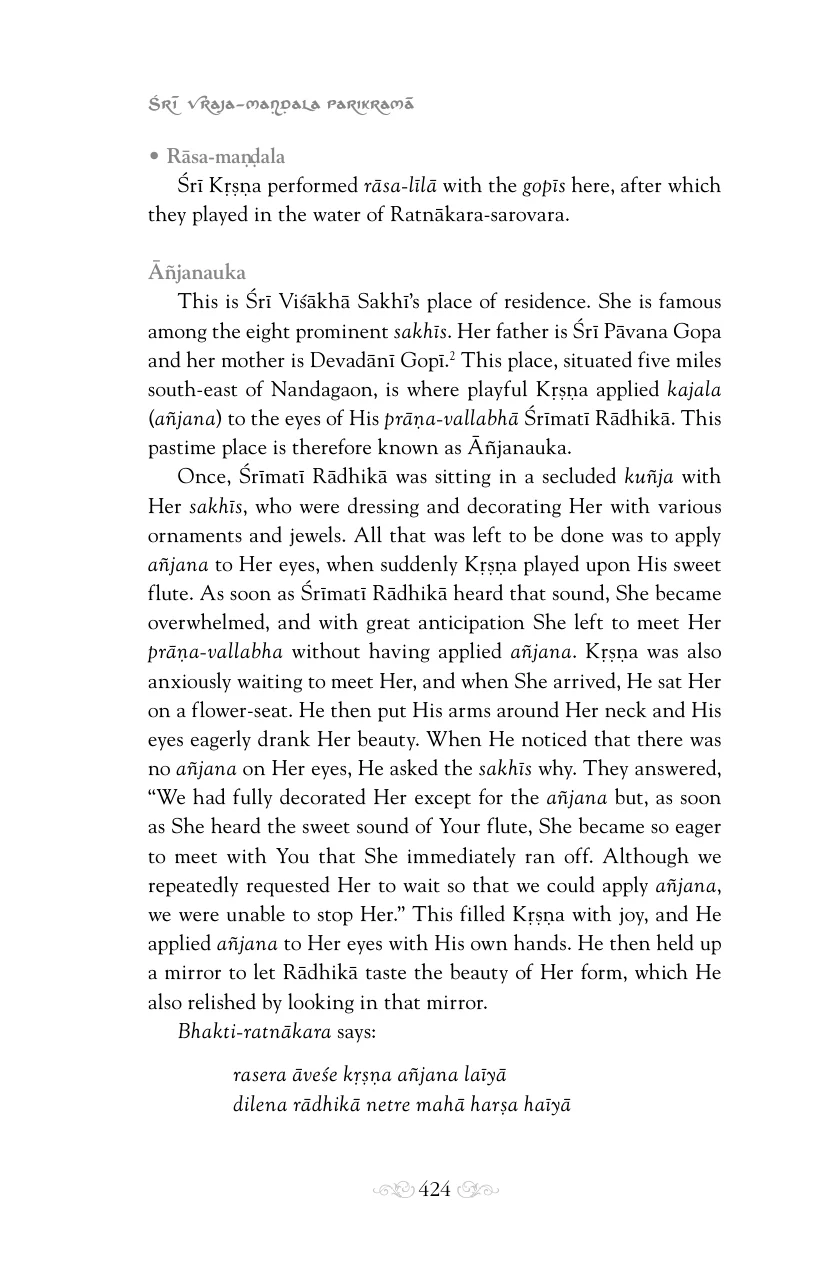 Śrī Vraja-maṇḍala Parikramā
• Rāsa-maṇḍala
Śrī Kṛṣṇa performed rāsa-līlā with the gopīs here, after which
they played in the water of Ratnākara-sarovara.
Āñjanauka
This is Śrī Viśākhā Sakhī’s place of residence. She is famous
among the eight prominent sakhīs. Her father is Śrī Pāvana Gopa
and her mother is Devadānī Gopī.2 This place, situated five miles
south-east of Nandagaon, is where playful Kṛṣṇa applied kajala
(añjana) to the eyes of His prāṇa-vallabhā Śrīmatī Rādhikā. This
pastime place is therefore known as Āñjanauka.
Once, Śrīmatī Rādhikā was sitting in a secluded kuñja with
Her sakhīs, who were dressing and decorating Her with various
ornaments and jewels. All that was left to be done was to apply
añjana to Her eyes, when suddenly Kṛṣṇa played upon His sweet
flute. As soon as Śrīmatī Rādhikā heard that sound, She became
overwhelmed, and with great anticipation She left to meet Her
prāṇa-vallabha without having applied añjana. Kṛṣṇa was also
anxiously waiting to meet Her, and when She arrived, He sat Her
on a flower-seat. He then put His arms around Her neck and His
eyes eagerly drank Her beauty. When He noticed that there was
no añjana on Her eyes, He asked the sakhīs why. They answered,
“We had fully decorated Her except for the añjana but, as soon
as She heard the sweet sound of Your flute, She became so eager
to meet with You that She immediately ran off. Although we
repeatedly requested Her to wait so that we could apply añjana,
we were unable to stop Her.” This filled Kṛṣṇa with joy, and He
applied añjana to Her eyes with His own hands. He then held up
a mirror to let Rādhikā taste the beauty of Her form, which He
also relished by looking in that mirror.
Bhakti-ratnākara says:
rasera āveśe kṛṣṇa añjana laīyā
dilena rādhikā netre mahā harṣa haīyā
424